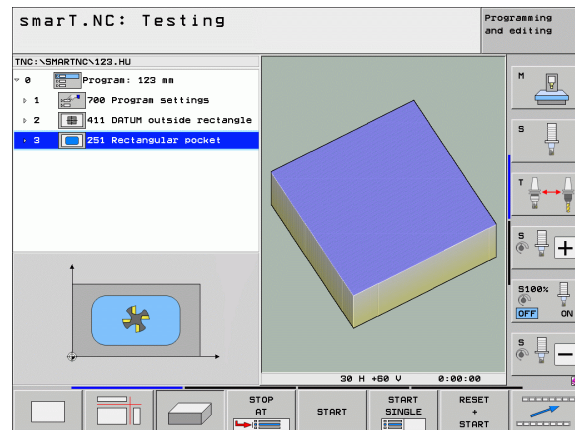 smarT.NC: Testing
Programming
and editing
TNC:\SMARTNC\123.HU
0 Program: 123 mm
1 700 Program settings
2 411 DATUM outside rectangle
3 251 Rectangular pocket
M
S
T
S
+
S100%
OFF ON
S
-
30 H +60 V 0:00:00
STOP
AT
START
START
SINGLE
RESET
+
START